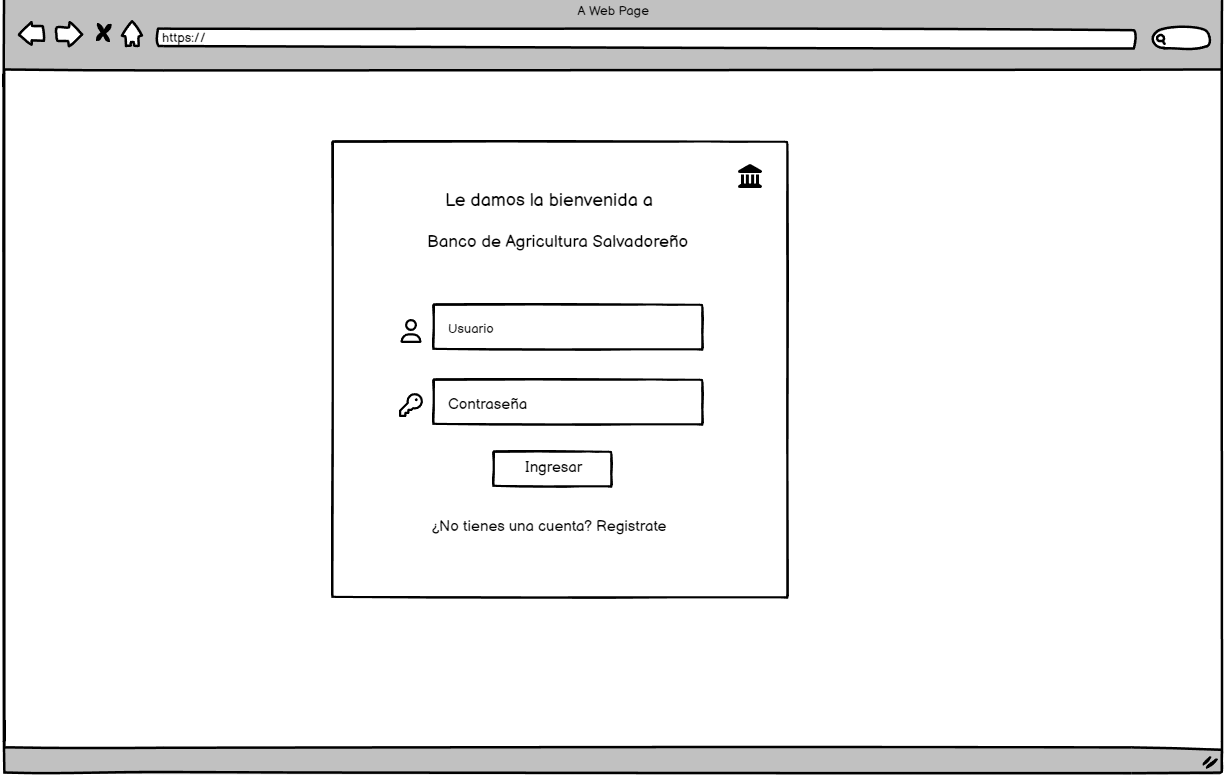 A Web Page
https://
Le damos la bienvenida a
Banco de Agricultura Salvadoreño
Usuario
Contraseña
Ingresar
¿No tienes una cuenta? Registrate